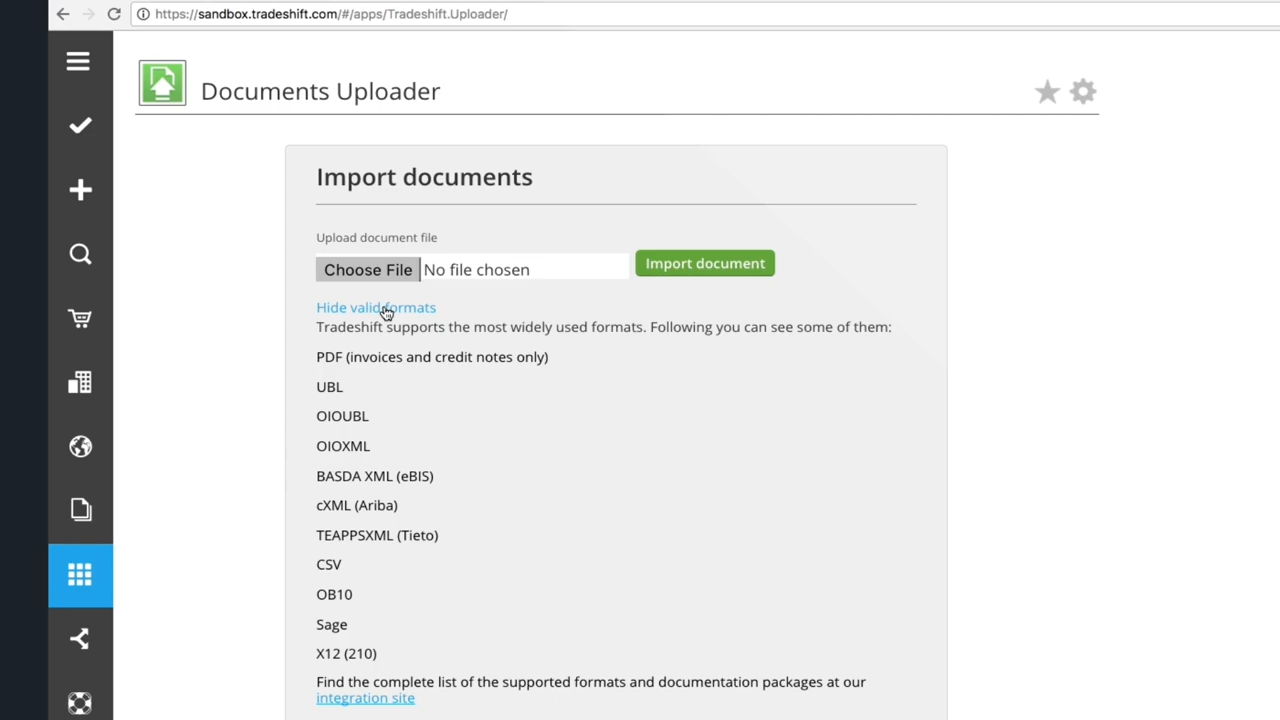 https://sandbox.tradeshift.com/#/apps/Tradeshift.Uploader/
Documents Uploader
Import documents
Upload document file
Choose File No file chosen
Import document
Hide valid formats
Tradeshift supports the most widely used formats. Following you can see some of them:
PDF (invoices and credit notes only)
UBL
OIOUBL
OIOXML
BASDA XML (eBIS)
cXML (Ariba)
TEAPPSXML (Tieto)
CSV
OB10
Sage
X12 (210)
Find the complete list of the supported formats and documentation packages at our
integration site